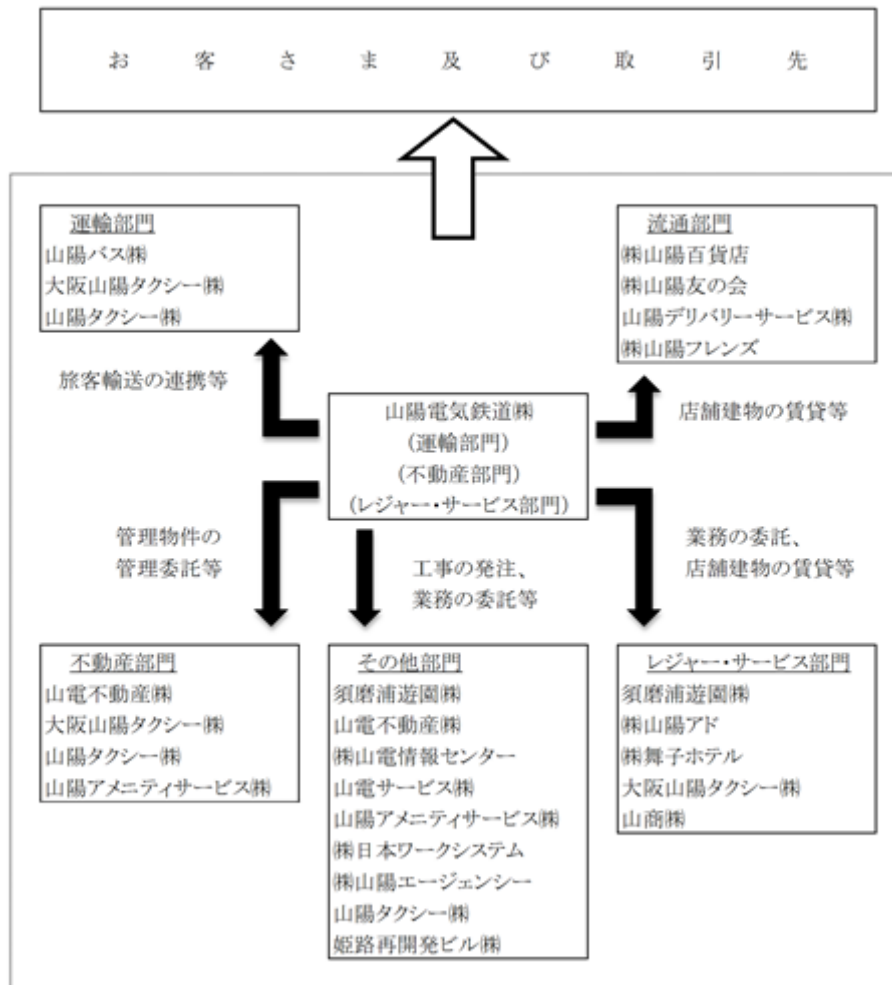 お客さま及び取引先
運輸部門
山陽バス㈱
大阪山陽タクシー㈱
山陽タクシー㈱
流通部門
㈱山陽百貨店
㈱山陽友の会
山陽デリバリーサービス㈱
㈱山陽フレンズ
旅客輸送の連携等
店舗建物の賃貸等
山陽電気鉄道㈱
(運輸部門)
(不動産部門)
(レジャー・サービス部門)
管理物件の
管理委託等
工事の発注、
業務の委託等
業務の委託、
店舗建物の賃貸等
不動産部門
山電不動産㈱
大阪山陽タクシー㈱
山陽タクシー㈱
山陽アメニティサービス㈱
その他部門
須磨浦遊園㈱
山電不動産㈱
㈱山電情報センター
山電サービス㈱
山陽アメニティサービス㈱
㈱日本ワークシステム
㈱山陽エージェンシー
山陽タクシー㈱
姫路再開発ビル㈱
レジャー・サービス部門
須磨浦遊園㈱
㈱山陽アド
㈱舞子ホテル
大阪山陽タクシー㈱
山商㈱